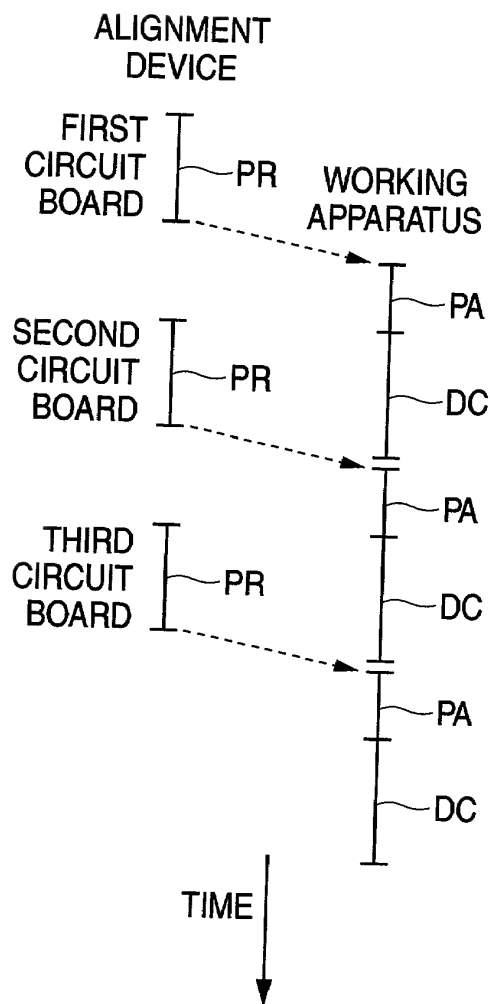 ALIGNMENT
DEVICE
FIRST
CIRCUIT
BOARD
PR
WORKING
APPARATUS
PA
SECOND
CIRCUIT
BOARD
PR
DC
PA
THIRD
CIRCUIT
BOARD
PR
DC
PA
DC
TIME